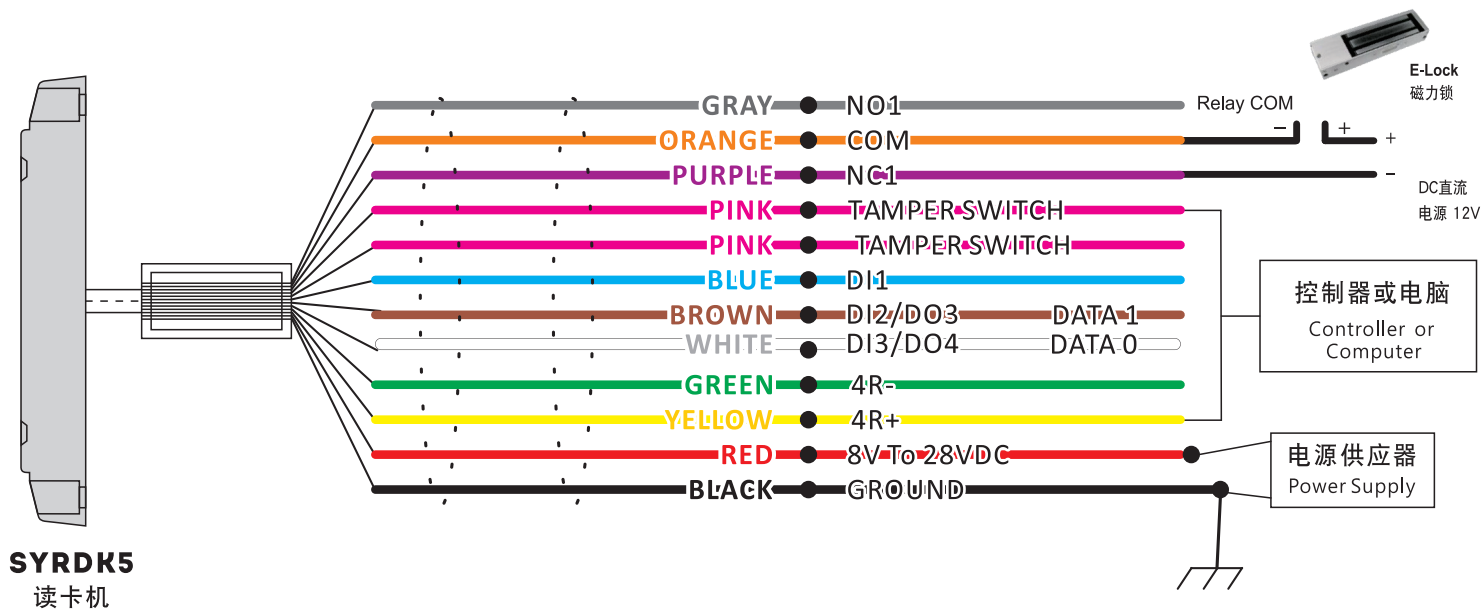 E-Lock
磁力锁
GRAY NO1 Relay COM
- +
ORANGE COM +
PURPLE NC1 -
DC直流
电源 12V
PINK TAMPER SWITCH
PINK TAMPER SWITCH
BLUE DI1
BROWN DI2/DO3 DATA 1
WHITE DI3/DO4 DATA 0
控制器或电脑
Controller or
Computer
GREEN 4R-
YELLOW 4R+
RED 8V To 28VDC
BLACK GROUND
电源供应器
Power Supply
SYRDK5
读卡机